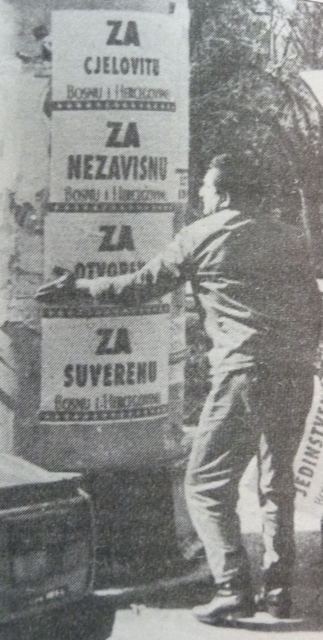 ZA
CJELOVITU
BOSNU I HERCEGOVINU
ZA
NEZAVISNU
BOSNU I HERCEGOVINU
ZA
ZA
SUVERENU
BOSNU I HERCEGOVINU
JEDINSTV